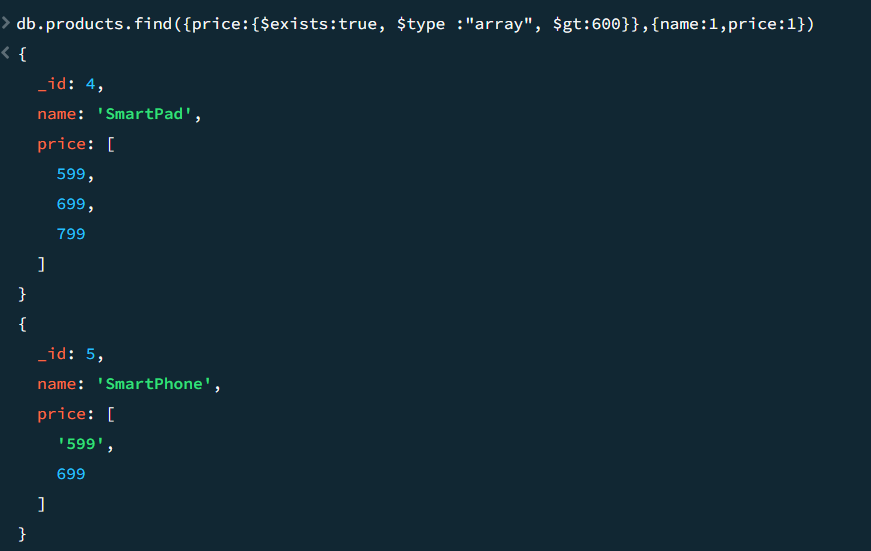 > db.products.find({price:{$exists:true, $type :"array", $gt:600}},{name:1,price:1})
< {
_id: 4,
name: 'SmartPad',
price: [
599,
699,
799
]
}
{
_id: 5,
name: 'SmartPhone',
price: [
'599',
699
]
}